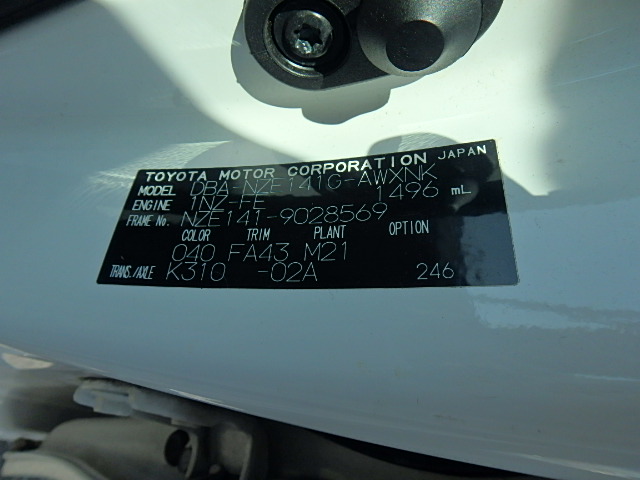 TOYOTA MOTOR CORPORATION JAPAN
MODEL DBA-NZE141G-AWXNK
ENGINE 1NZ-FE 1496 mL
FRAME No. NZE141-9028569
COLOR TRIM PLANT OPTION
040 FA43 M21
TRANS./AXLE K310 -02A 246